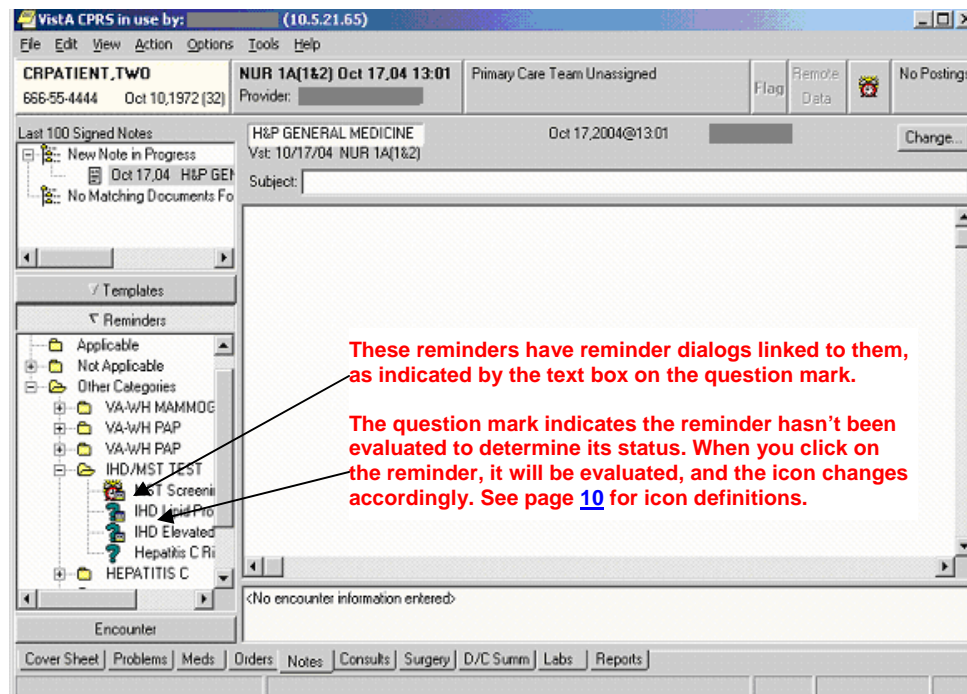 VistA CPRS in use by: (10.5.21.65)
File Edit View Action Options Tools Help
CRPATIENT,TWO NUR 1A(1&2) Oct 17,04 13:01 Primary Care Team Unassigned Flag Remote Data No Postings
666-55-4444 Oct 10,1972 (32) Provider:
Last 100 Signed Notes
New Note in Progress
Oct 17,04 H&P GEN
No Matching Documents Fo
H&P GENERAL MEDICINE Oct 17,2004@13:01 Change...
Vst: 10/17/04 NUR 1A(1&2)
Subject:
Templates
Reminders
Applicable
Not Applicable
Other Categories
VA-WH MAMMOG
VA-WH PAP
VA-WH PAP
IHD/MST TEST
MST Screeni
IHD Lipid Pro
IHD Elevated
Hepatitis C Ri
HEPATITIS C
These reminders have reminder dialogs linked to them,
as indicated by the text box on the question mark.
The question mark indicates the reminder hasn't been
evaluated to determine its status. When you click on
the reminder, it will be evaluated, and the icon changes
accordingly. See page 10 for icon definitions.
<No encounter information entered>
Encounter
Cover Sheet Problems Meds Orders Notes Consults Surgery D/C Summ Labs Reports